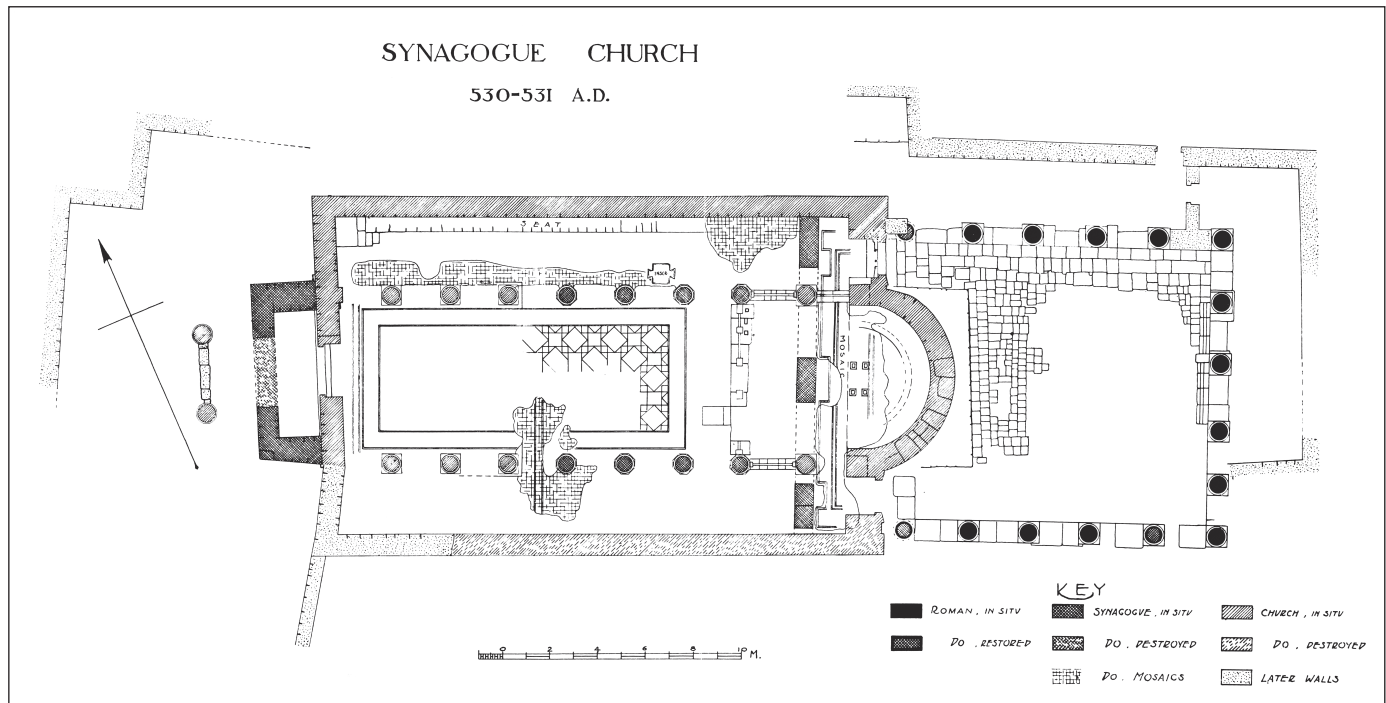 SYNAGOGUE CHURCH
530-531 A.D.
SEAT
INSCR
MOSAIC
KEY
ROMAN, IN SITU
SYNAGOGUE, IN SITU
CHURCH, IN SITU
DO. RESTORED
DO. DESTROYED
DO. DESTROYED
DO. MOSAICS
LATER WALLS
0 2 4 6 8 10 M.